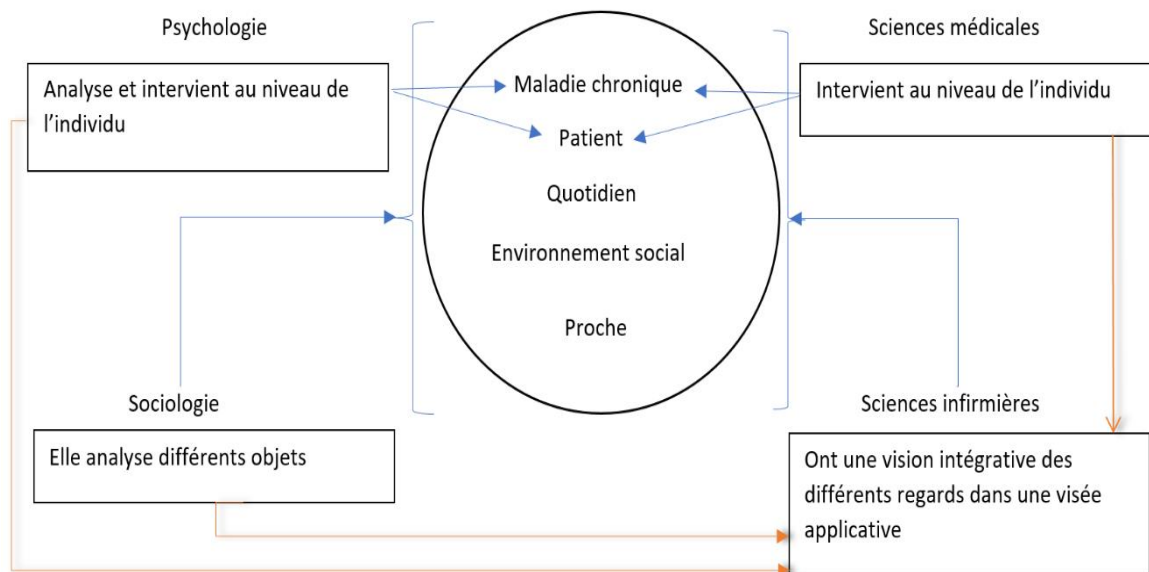 Psychologie
Analyse et intervient au niveau de
l’individu
Maladie chronique
Patient
Quotidien
Environnement social
Proche
Sciences médicales
Intervient au niveau de l’individu
Sociologie
Elle analyse différents objets
Sciences infirmières
Ont une vision intégrative des
différents regards dans une visée
applicative